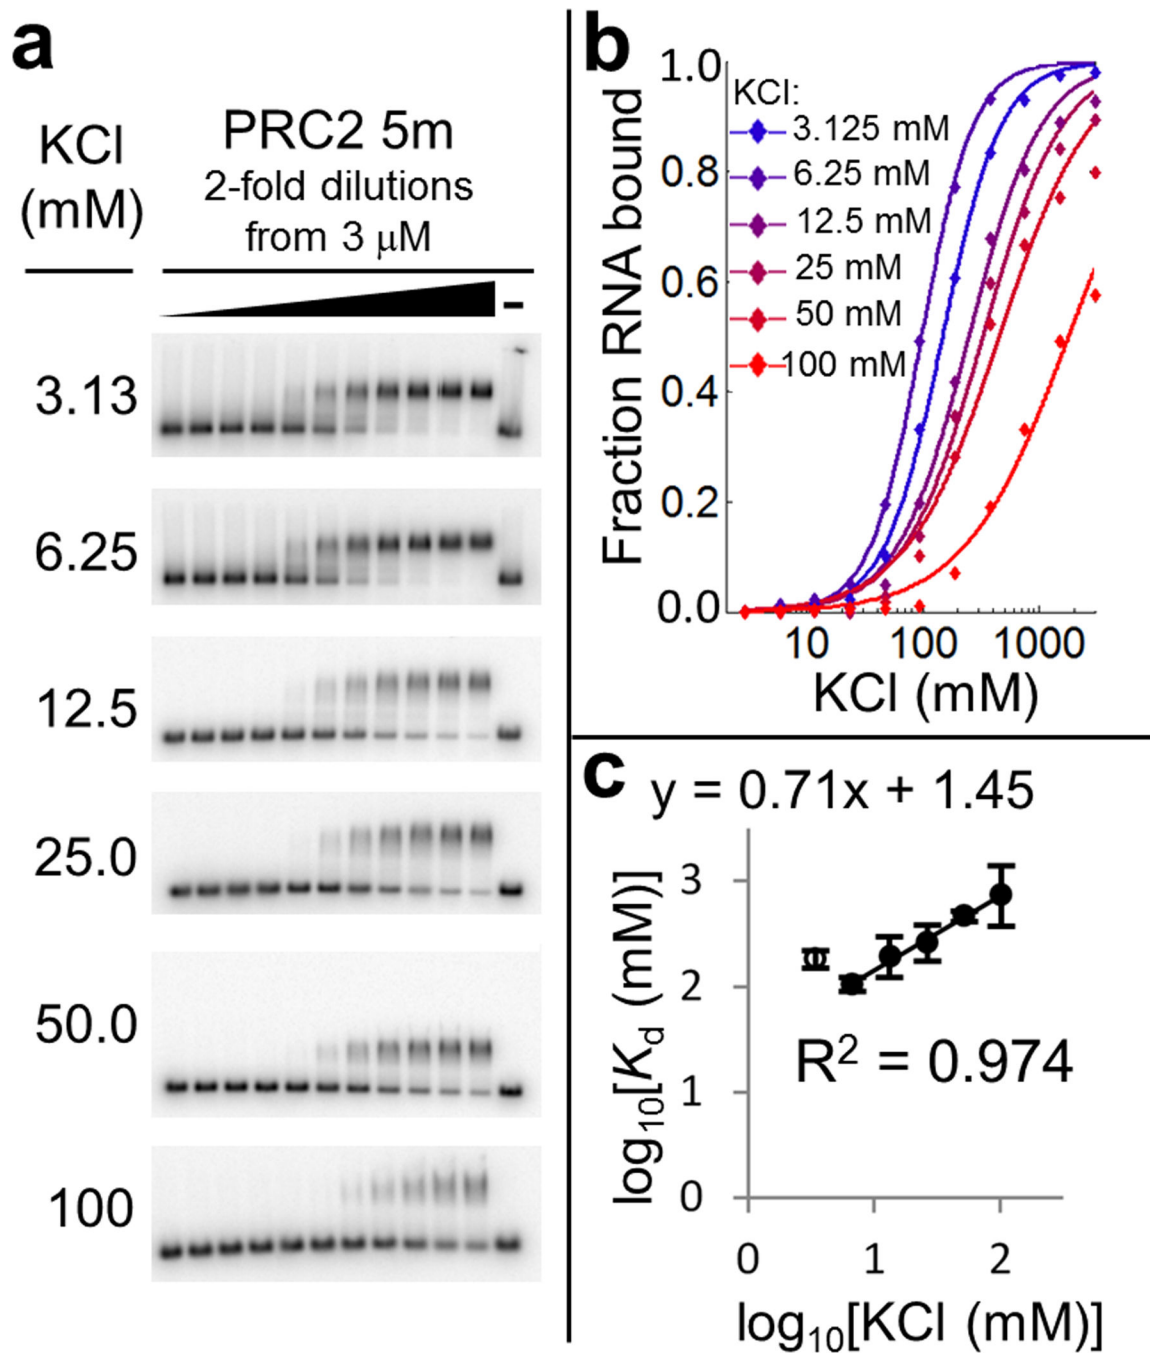 a
KCl
(mM)
PRC2 5m
2-fold dilutions
from 3 μM
–
3.13
6.25
12.5
25.0
50.0
100
b
Fraction RNA bound
1.0
0.8
0.6
0.4
0.2
0.0
KCl:
3.125 mM
6.25 mM
12.5 mM
25 mM
50 mM
100 mM
10 100 1000
KCl (mM)
c
y = 0.71x + 1.45
log₁₀[K_d (mM)]
3
2
1
0
R² = 0.974
0 1 2
log₁₀[KCl (mM)]